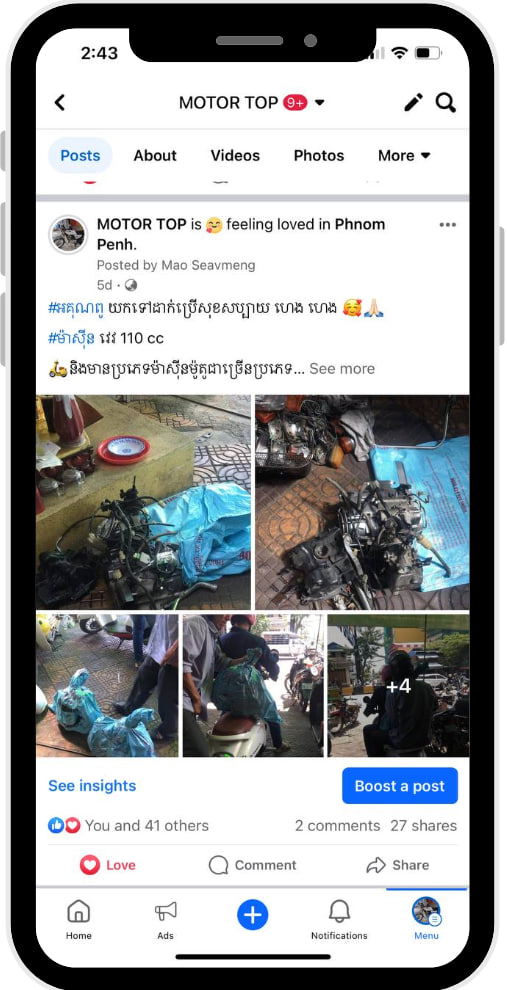 2:43
MOTOR TOP 9+
Posts About Videos Photos More
MOTOR TOP is 🥰 feeling loved in Phnom
Penh.
Posted by Mao Seavmeng
5d ·
#អរគុណពូ យកទៅដាក់ប្រើសុខសប្បាយ ហេង ហេង 🥰🙏🏻
#ម៉ាស៊ីន វេវ 110 cc
🛵និងមានប្រភេទម៉ាស៊ីនម៉ូតូជាច្រើនប្រភេទ... See more
+4
See insights Boost a post
You and 41 others 2 comments 27 shares
Love Comment Share
Home Ads Notifications Menu